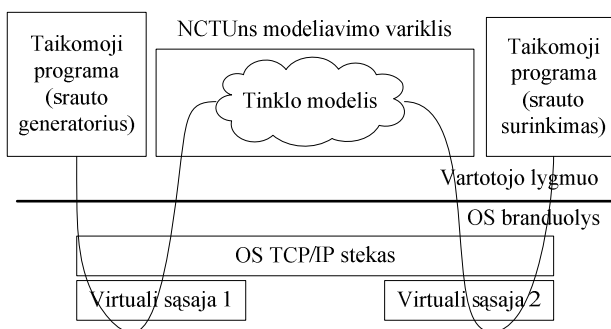 NCTUns modeliavimo variklis
Taikomoji
programa
(srauto
generatorius)
Tinklo modelis
Taikomoji
programa
(srauto
surinkimas)
Vartotojo lygmuo
OS branduolys
OS TCP/IP stekas
Virtuali sąsaja 1
Virtuali sąsaja 2